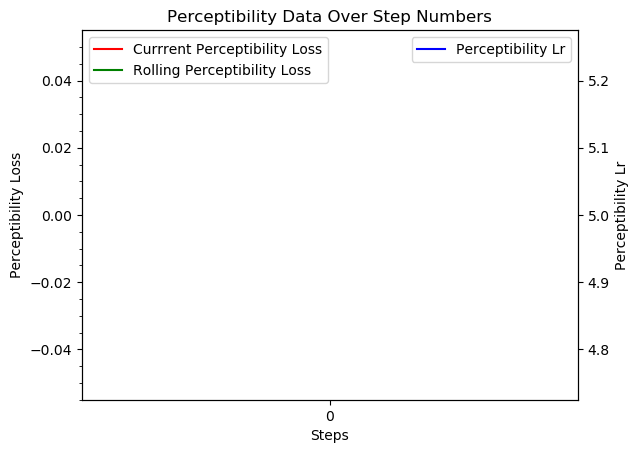 Perceptibility Data Over Step Numbers
Currrent Perceptibility Loss
Rolling Perceptibility Loss
Perceptibility Lr
0.04
0.02
0.00
−0.02
−0.04
Perceptibility Loss
5.2
5.1
5.0
4.9
4.8
Perceptibility Lr
0
Steps